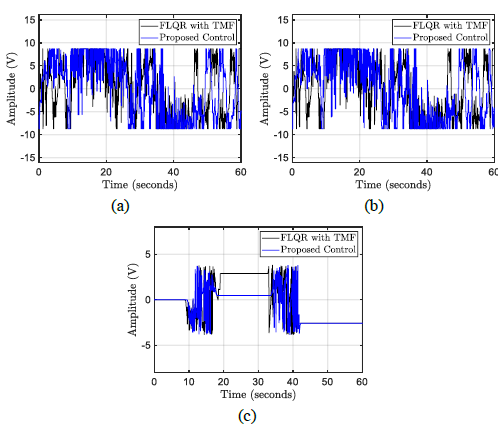 FLQR with TMF
Proposed Control
15
10
5
0
-5
-10
-15
Amplitude (V)
0
20
40
60
Time (seconds)
(a)
FLQR with TMF
Proposed Control
15
10
5
0
-5
-10
-15
Amplitude (V)
0
20
40
60
Time (seconds)
(b)
FLQR with TMF
Proposed Control
5
0
-5
Amplitude (V)
0
10
20
30
40
50
60
Time (seconds)
(c)